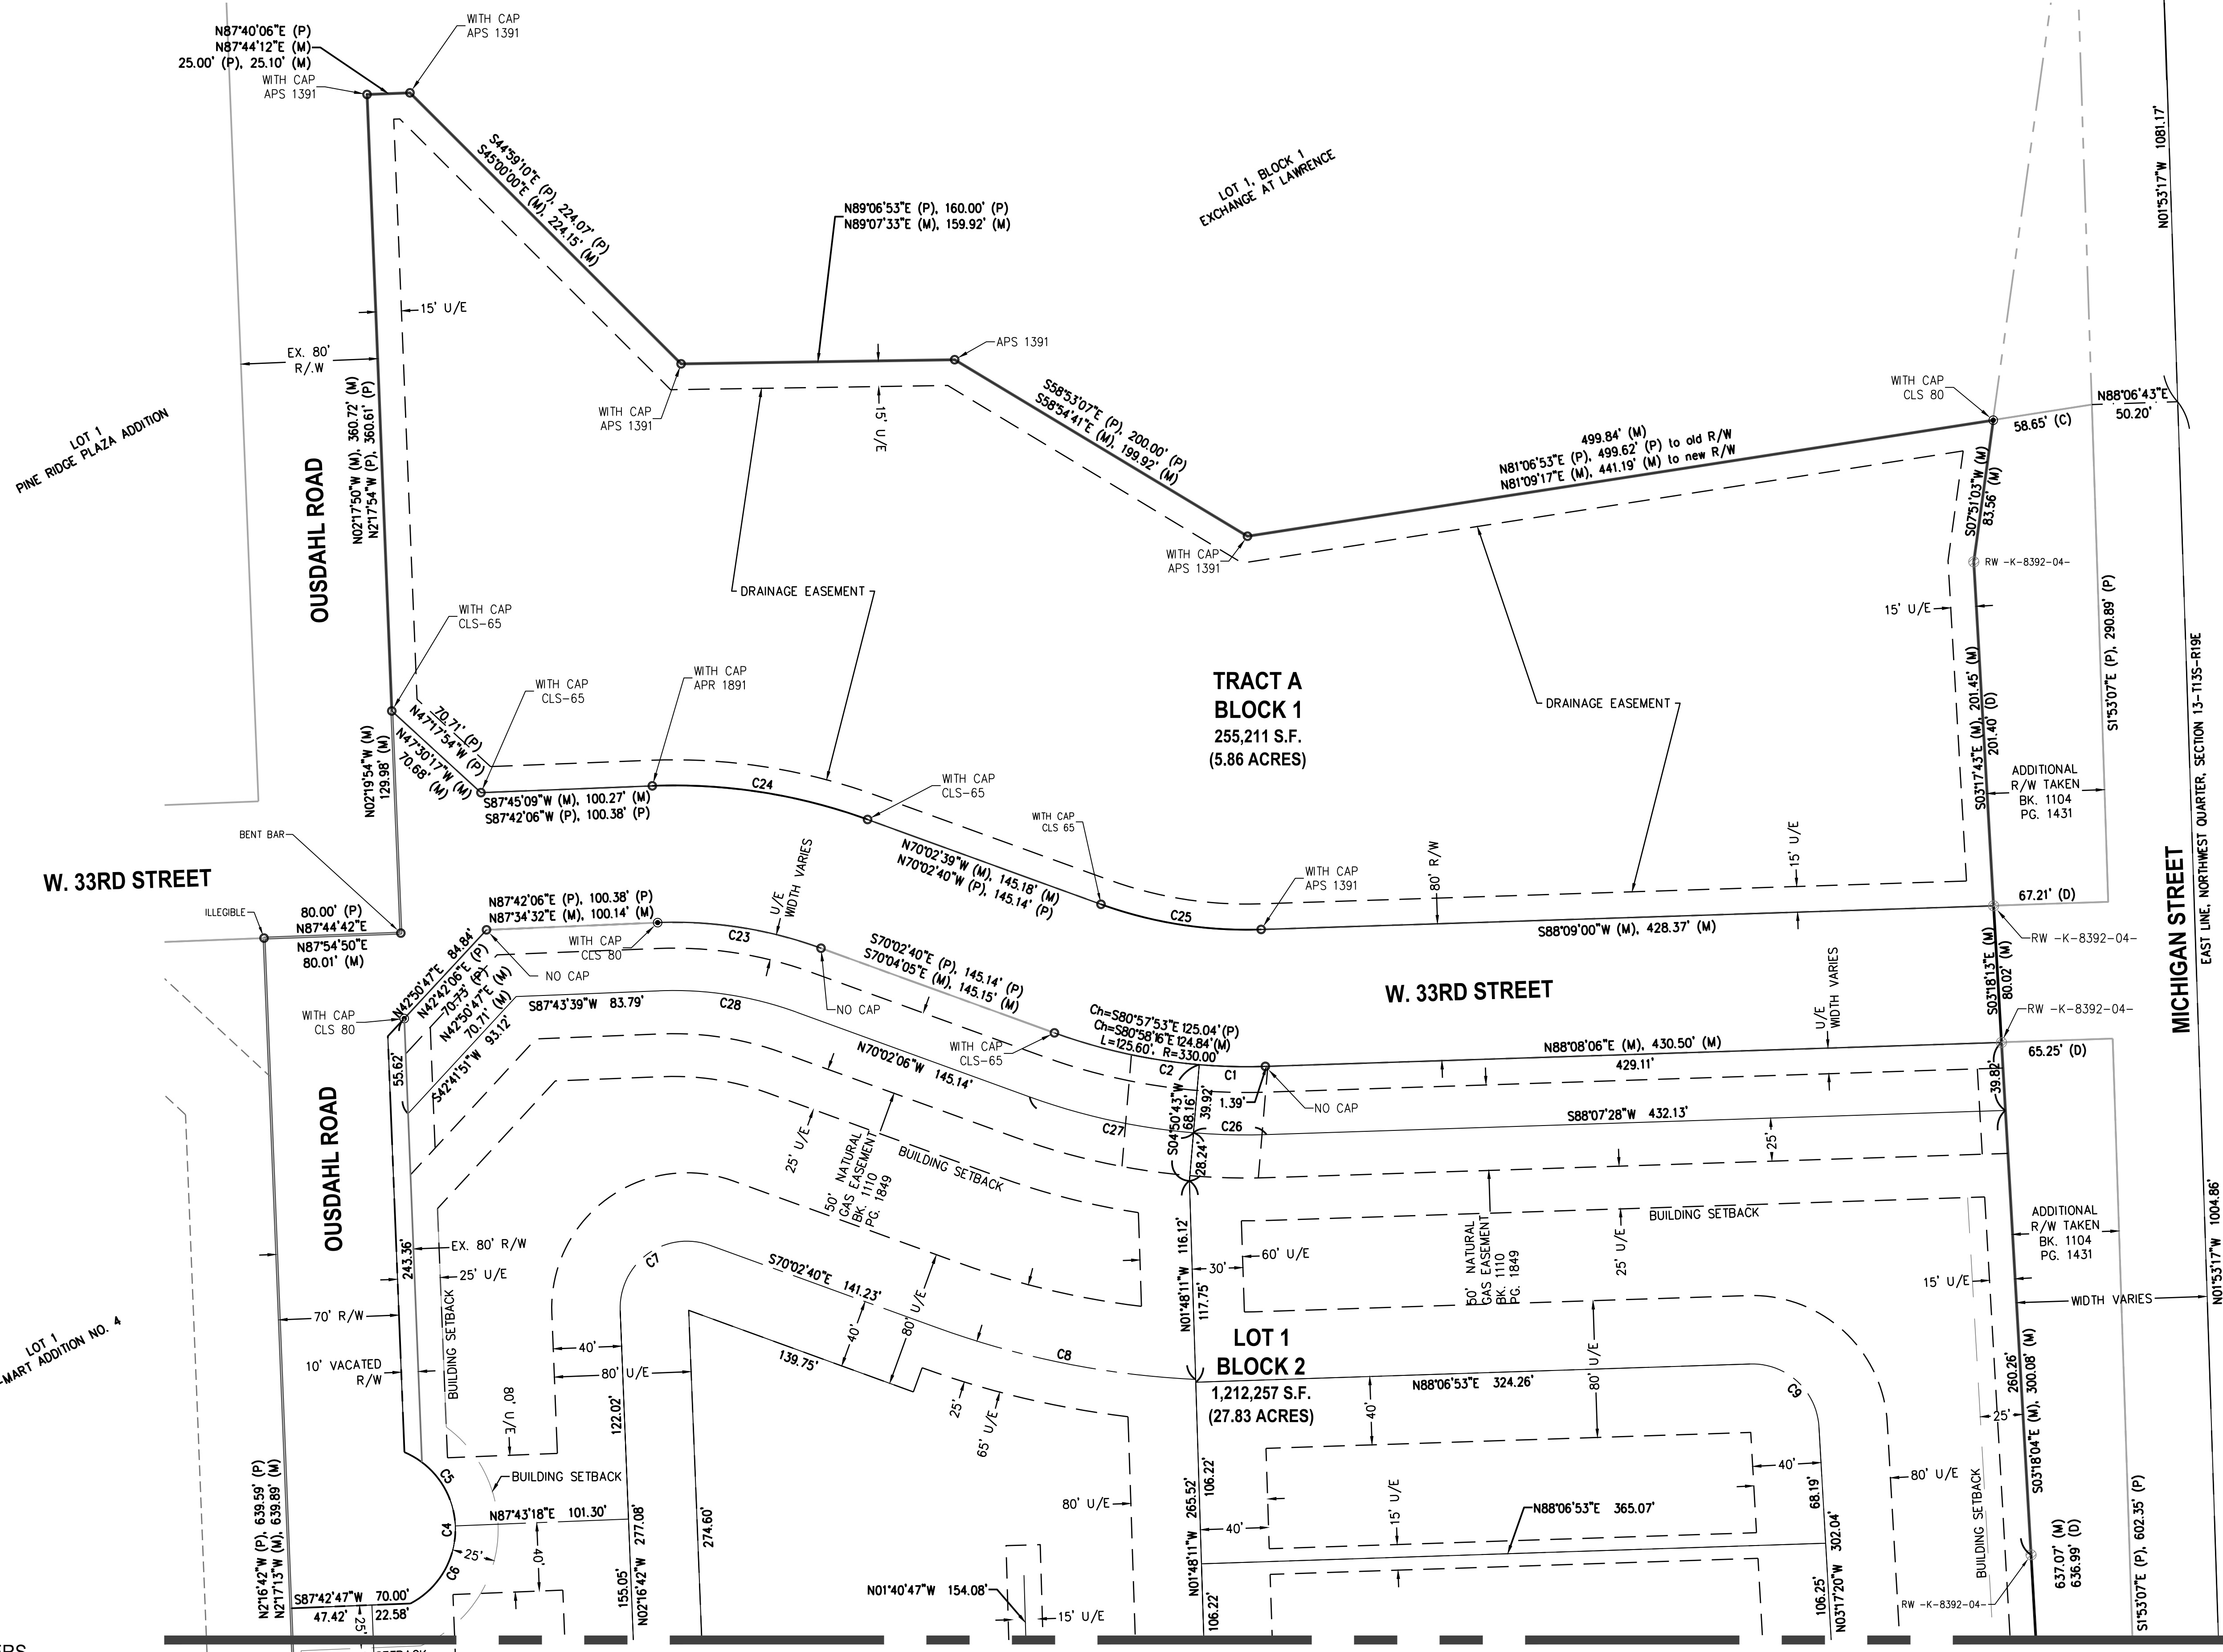 N87°40'06"E (P)
N87°44'12"E (M)
25.00' (P), 25.10' (M)
WITH CAP
APS 1391
WITH CAP
APS 1391
S44°59'10"E (P), 224.07' (P)
S45°00'00"E (M), 224.15' (M)
N89°06'53"E (P), 160.00' (P)
N89°07'33"E (M), 159.92' (M)
LOT 1, BLOCK 1
EXCHANGE AT LAWRENCE
N01°53'17"W 1081.17'
15' U/E
EX. 80'
R/.W
APS 1391
WITH CAP
APS 1391
15' U/E
S58°53'07"E (P), 200.00' (P)
S58°54'41"E (M), 199.92' (M)
WITH CAP
CLS 80
N88°06'43"E
50.20'
58.65' (C)
499.84' (M)
N81°06'53"E (P), 499.62' (P) to old R/W
N81°09'17"E (M), 441.19' (M) to new R/W
S07°51'03"W (M)
83.56' (M)
LOT 1
PINE RIDGE PLAZA ADDITION
OUSDAHL ROAD
N02°17'50"W (M), 360.72' (M)
N2°17'54"W (P), 360.61' (P)
WITH CAP
APS 1391
RW -K-8392-04-
DRAINAGE EASEMENT
15' U/E
WITH CAP
CLS-65
S1°53'07"E (P), 290.89' (P)
EAST LINE, NORTHWEST QUARTER, SECTION 13-T13S-R19E
WITH CAP
CLS-65
WITH CAP
APR 1891
TRACT A
BLOCK 1
255,211 S.F.
(5.86 ACRES)
DRAINAGE EASEMENT
S03°17'43"E (M), 201.45' (M)
201.40' (D)
70.71' (P)
N47°17'54"W (P)
N47°30'17"W (M)
70.68' (M)
N02°19'54"W (M)
129.98' (M)
C24
WITH CAP
CLS-65
ADDITIONAL
R/W TAKEN
BK. 1104
PG. 1431
S87°45'09"W (M), 100.27' (M)
S87°42'06"W (P), 100.38' (P)
WITH CAP
CLS 65
BENT BAR
U/E
WIDTH VARIES
N70°02'39"W (M), 145.18' (M)
N70°02'40"W (P), 145.14' (P)
80' R/W
15' U/E
WITH CAP
APS 1391
MICHIGAN STREET
W. 33RD STREET
ILLEGIBLE
80.00' (P)
N87°44'42"E
N87°54'50"E
80.01' (M)
N87°42'06"E (P), 100.38' (P)
N87°34'32"E (M), 100.14' (M)
C25
S88°09'00"W (M), 428.37' (M)
67.21' (D)
RW -K-8392-04-
C23
WITH CAP
CLS 80
N42°50'47"E 84.84'
N42°42'06"E (P)
70.73' (P)
N42°50'47"E (M)
70.71' (M)
NO CAP
S70°02'40"E (P), 145.14' (P)
S70°04'05"E (M), 145.15' (M)
W. 33RD STREET
U/E
WIDTH VARIES
S03°18'13"E (M)
80.02' (M)
S87°43'39"W 83.79'
C28
NO CAP
WITH CAP
CLS 80
S42°41'51"W 93.12'
Ch=S80°57'53"E 125.04' (P)
Ch=S80°58'16"E 124.84' (M)
L=125.60', R=330.00'
WITH CAP
CLS-65
RW -K-8392-04-
N88°08'06"E (M), 430.50' (M)
429.11'
65.25' (D)
N70°02'06"W 145.14'
C2
C1
1.39'
NO CAP
55.62'
39.82'
S04°50'43"W
68.16'
39.92'
28.24'
C27
C26
S88°07'28"W 432.13'
25'
OUSDAHL ROAD
25' U/E
50' NATURAL
GAS EASEMENT
BK. 1110
PG. 1849
BUILDING SETBACK
N01°53'17"W 1004.86'
BUILDING SETBACK
ADDITIONAL
R/W TAKEN
BK. 1104
PG. 1431
EX. 80' R/W
243.36'
25' U/E
C7
S70°02'40"E 141.23'
N01°48'11"W 116.12'
117.75'
30'
60' U/E
50' NATURAL
GAS EASEMENT
BK. 1110
PG. 1849
25' U/E
15' U/E
WIDTH VARIES
70' R/W
BUILDING SETBACK
40'
40'
80' U/E
LOT 1
-MART ADDITION NO. 4
LOT 1
BLOCK 2
1,212,257 S.F.
(27.83 ACRES)
10' VACATED
R/W
80' U/E
139.75'
C8
80' U/E
N88°06'53"E 324.26'
C9
25'
260.26'
S03°18'04"E (M), 300.08' (M)
122.02'
80' U/E
25'
65' U/E
40'
C5
BUILDING SETBACK
40'
80' U/E
68.19'
N2°16'42"W (P), 639.59' (P)
N2°17'13"W (M), 639.89' (M)
C4
N87°43'18"E 101.30'
N02°16'42"W 277.08'
155.05'
274.60'
80' U/E
N01°48'11"W 265.52'
106.22'
40'
15' U/E
N88°06'53"E 365.07'
N03°17'20"W 302.04'
BUILDING SETBACK
S1°53'07"E (P), 602.35' (P)
637.07' (M)
636.99' (D)
25'
40'
C6
N01°40'47"W 154.08'
106.22'
106.25'
RW -K-8392-04-
S87°42'47"W 70.00'
47.42'
22.58'
25'
15' U/E